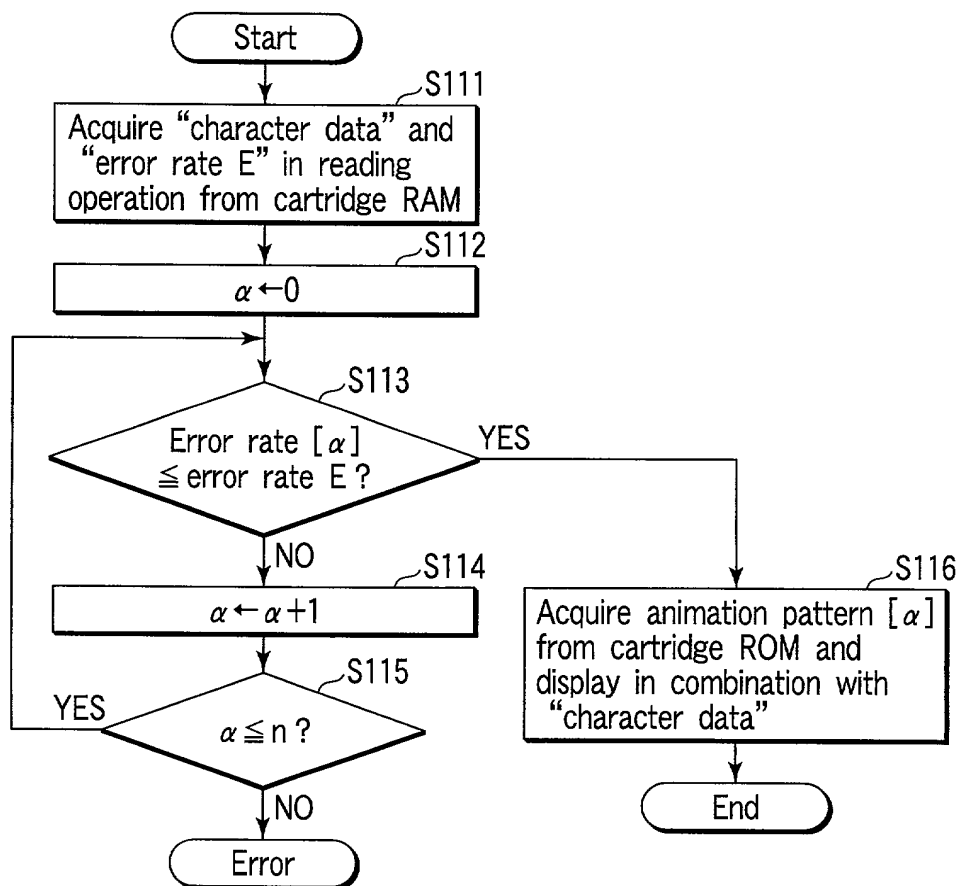 Start
S111
Acquire “character data” and
“error rate E” in reading
operation from cartridge RAM
S112
α←0
S113
Error rate [α]
≦error rate E?
YES
NO
S114
α←α+1
S115
YES
α≦n?
NO
Error
S116
Acquire animation pattern [α]
from cartridge ROM and
display in combination with
“character data”
End